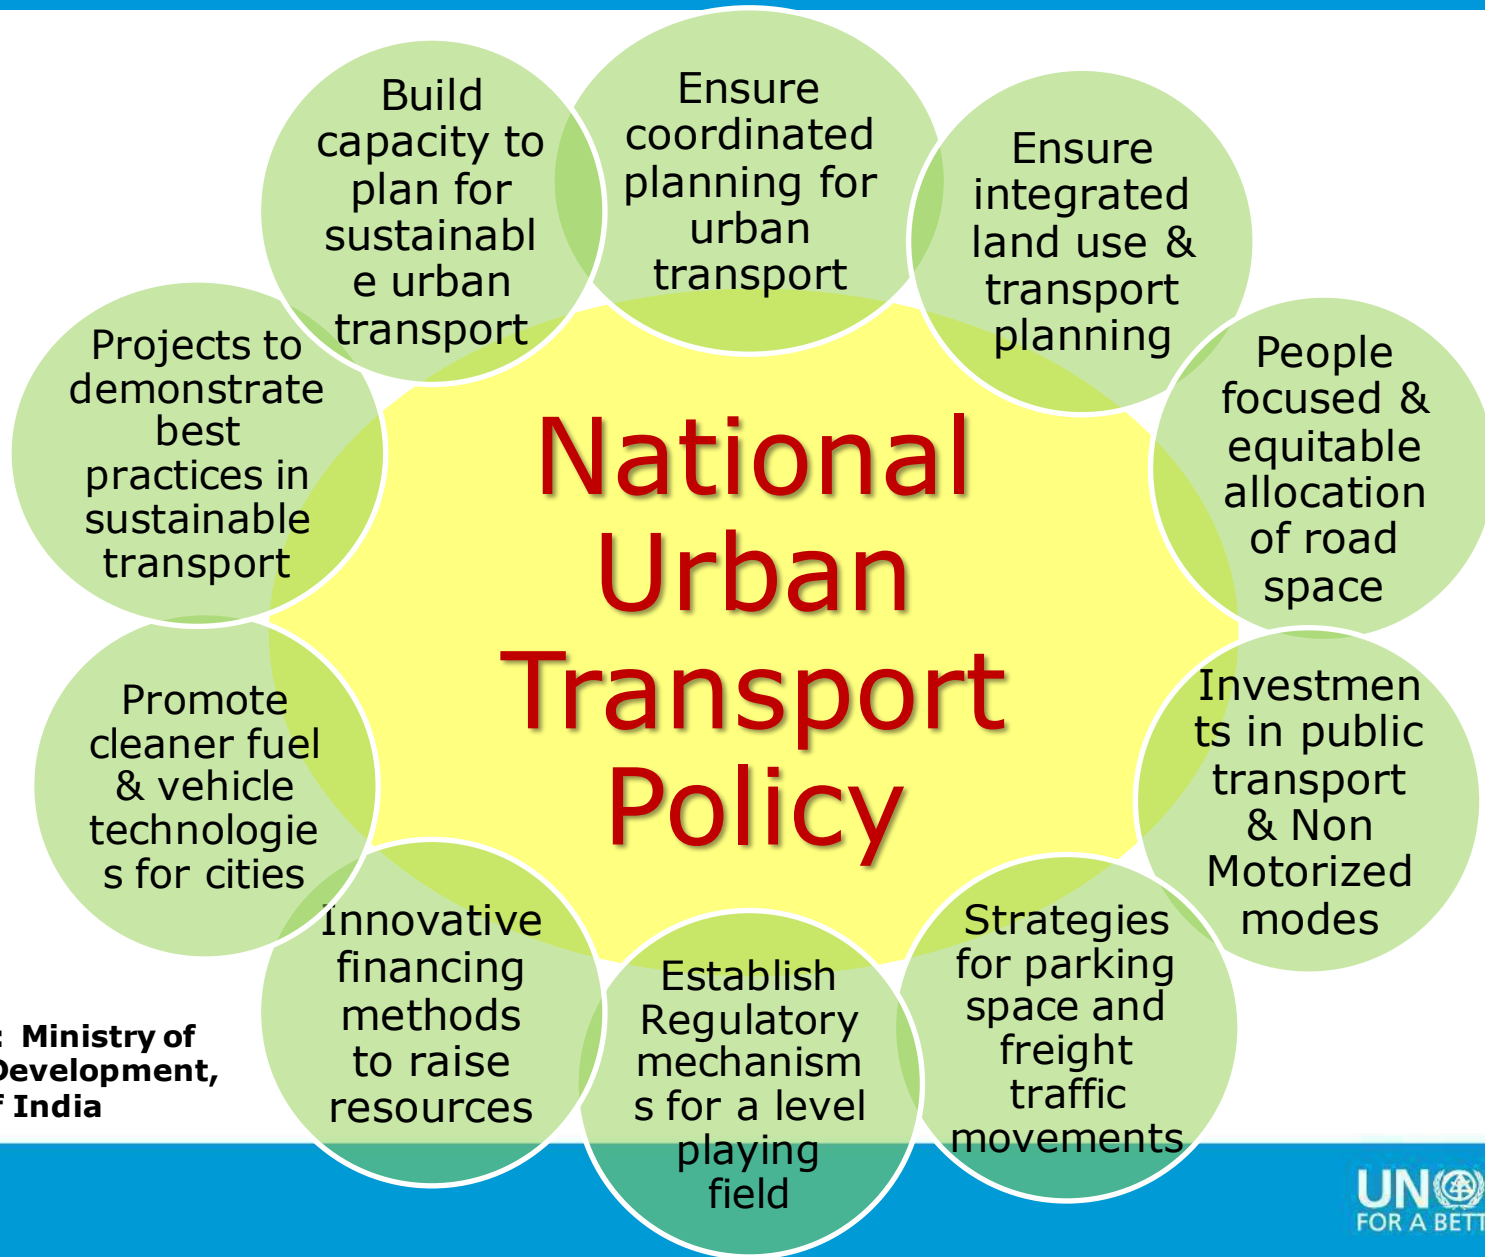 Ensure
coordinated
planning for
urban
transport
Ensure
integrated
land use &
transport
planning
People
focused &
equitable
allocation
of road
space
Investmen
ts in public
transport
& Non
Motorized
modes
Strategies
for parking
space and
freight
traffic
movements
Establish
Regulatory
mechanism
s for a level
playing
field
Innovative
financing
methods
to raise
resources
Promote
cleaner fuel
& vehicle
technologie
s for cities
Projects to
demonstrate
best
practices in
sustainable
transport
Build
capacity to
plan for
sustainabl
e urban
transport
National
Urban
Transport
Policy
: Ministry of
Development,
f India
UN
FOR A BETT